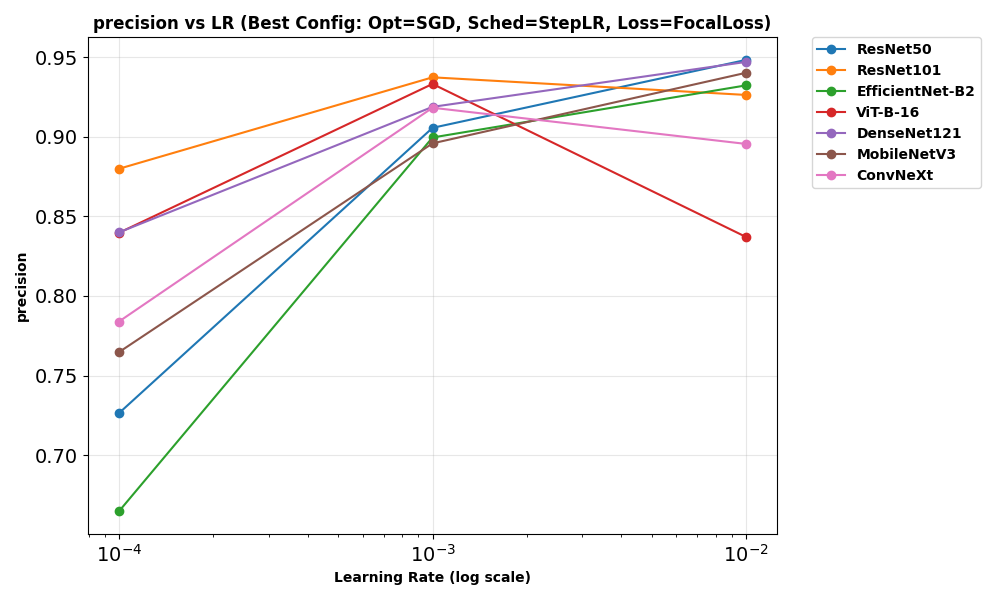 precision vs LR (Best Config: Opt=SGD, Sched=StepLR, Loss=FocalLoss)
0.95
0.90
0.85
0.80
0.75
0.70
precision
10⁻⁴
10⁻³
10⁻²
Learning Rate (log scale)
ResNet50
ResNet101
EfficientNet-B2
ViT-B-16
DenseNet121
MobileNetV3
ConvNeXt